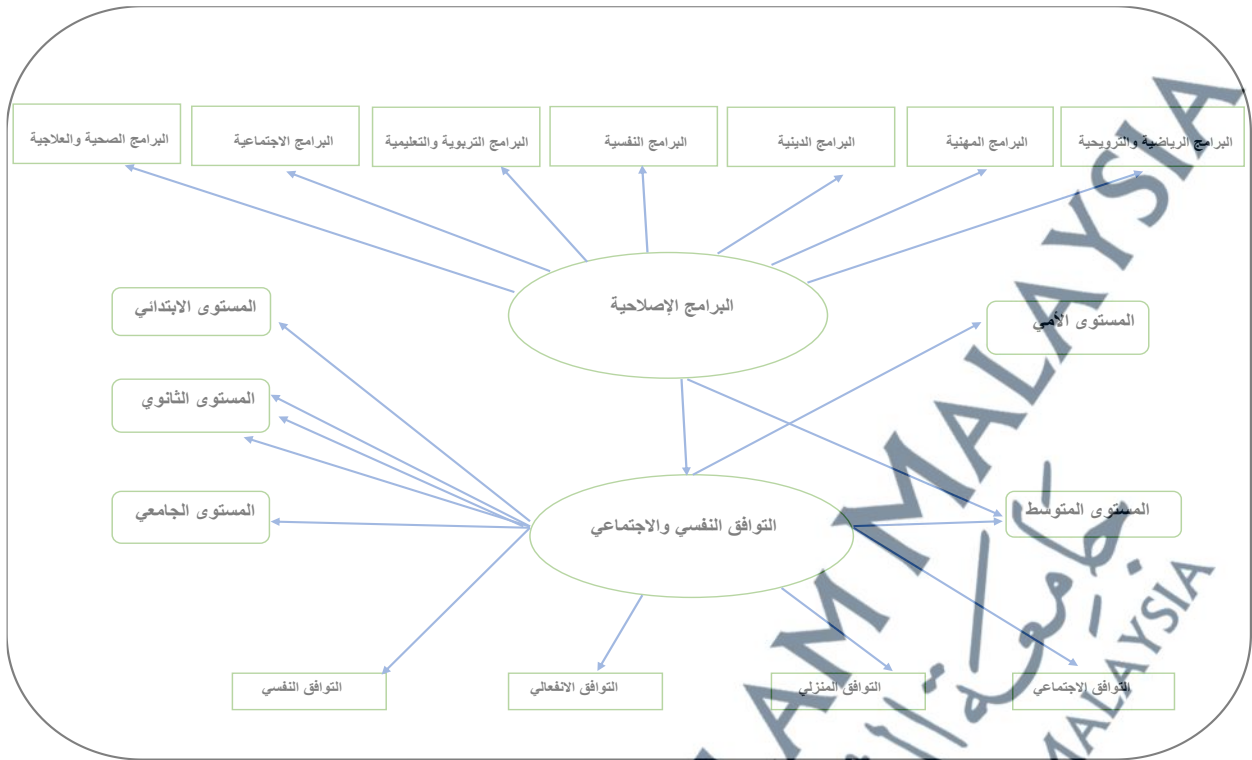 البرامج الرياضية والترويحية
البرامج المهنية
البرامج الدينية
البرامج النفسية
البرامج التربوية والتعليمية
البرامج الاجتماعية
البرامج الصحية والعلاجية
البرامج الإصلاحية
المستوى الأمي
المستوى الابتدائي
المستوى الثانوي
المستوى المتوسط
التوافق النفسي والاجتماعي
المستوى الجامعي
التوافق الاجتماعي
التوافق المنزلي
التوافق الانفعالي
التوافق النفسي
LAM MALAYSIA
جامعة
MALAYSIA